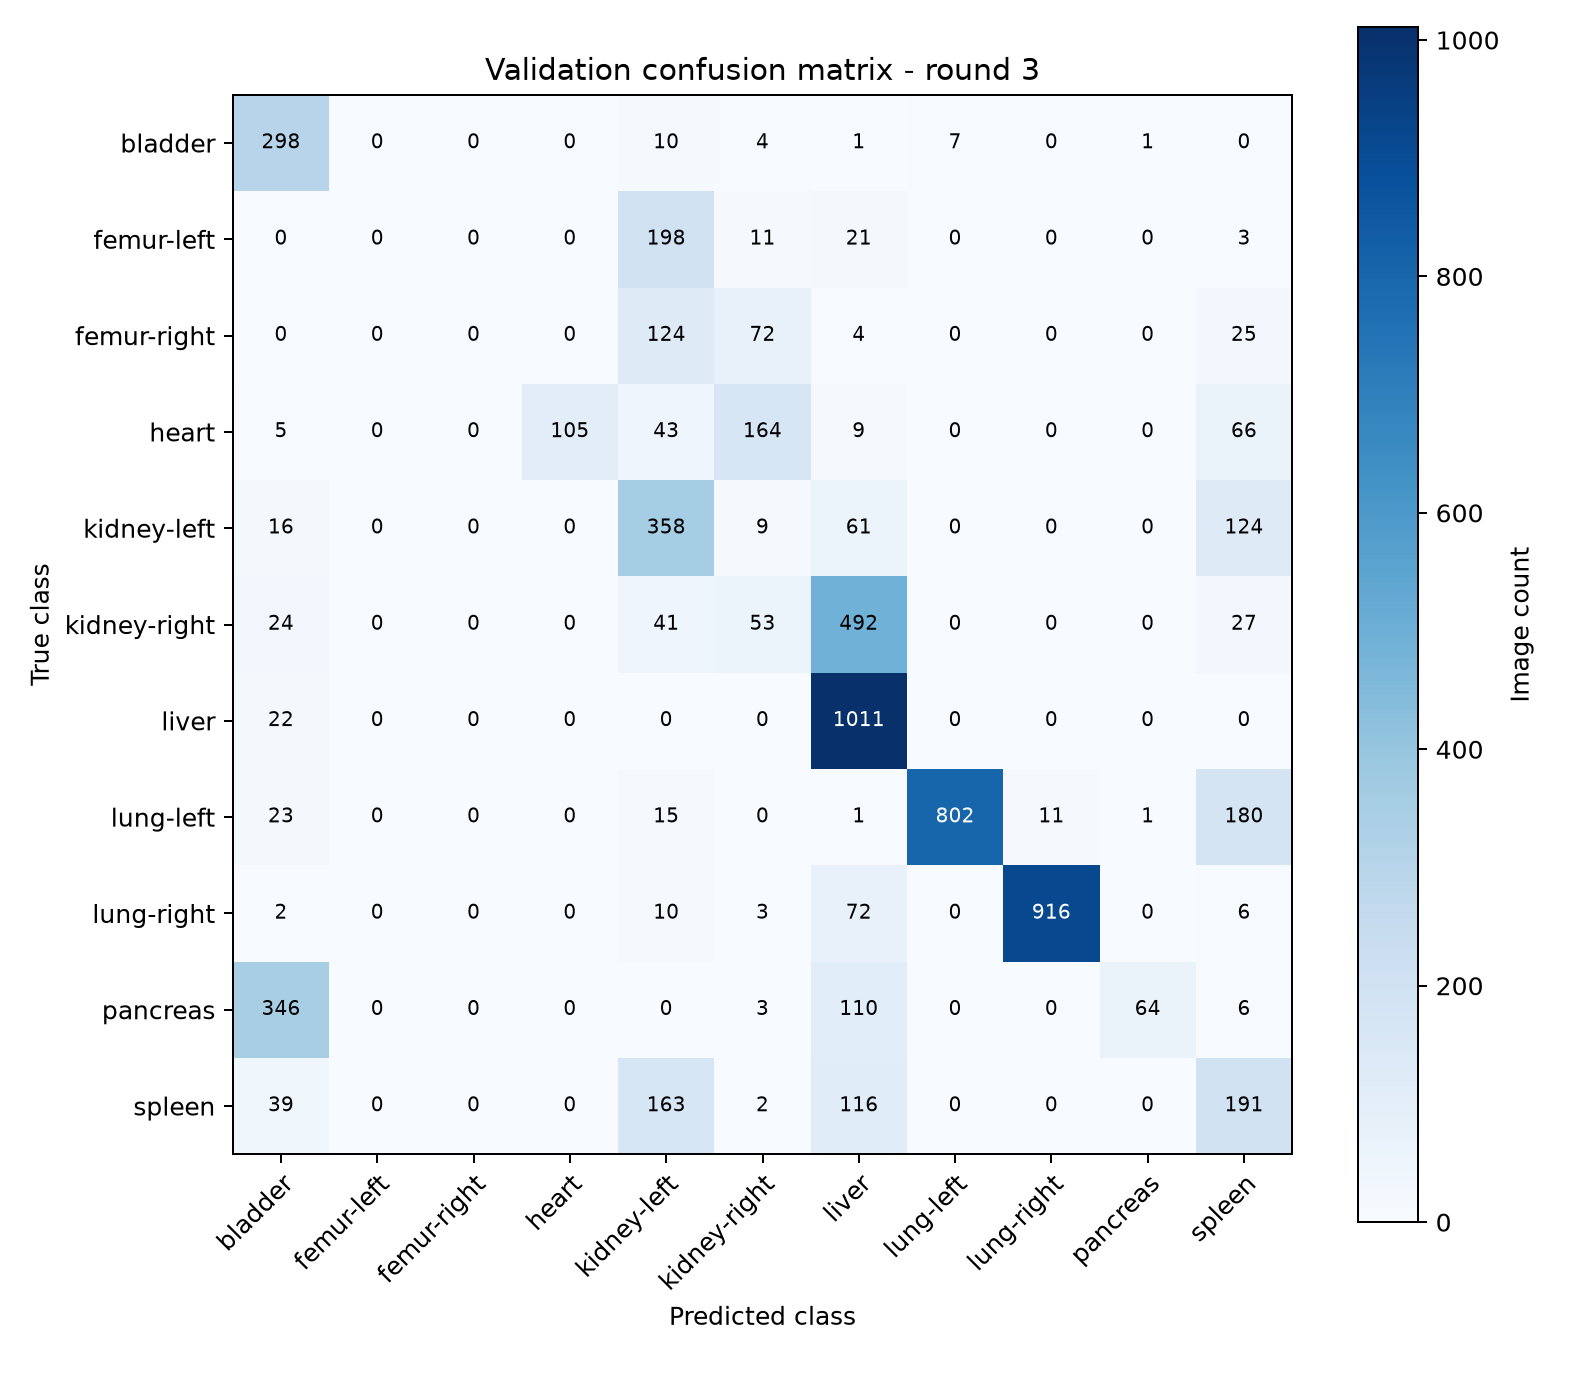 Validation confusion matrix - round 3
bladder 298 0 0 0 10 4 1 7 0 1 0
femur-left 0 0 0 0 198 11 21 0 0 0 3
femur-right 0 0 0 0 124 72 4 0 0 0 25
heart 5 0 0 105 43 164 9 0 0 0 66
kidney-left 16 0 0 0 358 9 61 0 0 0 124
kidney-right 24 0 0 0 41 53 492 0 0 0 27
liver 22 0 0 0 0 0 1011 0 0 0 0
lung-left 23 0 0 0 15 0 1 802 11 1 180
lung-right 2 0 0 0 10 3 72 0 916 0 6
pancreas 346 0 0 0 0 3 110 0 0 64 6
spleen 39 0 0 0 163 2 116 0 0 0 191
True class
bladder femur-left femur-right heart kidney-left kidney-right liver lung-left lung-right pancreas spleen
Predicted class
1000
800
600
400
200
0
Image count